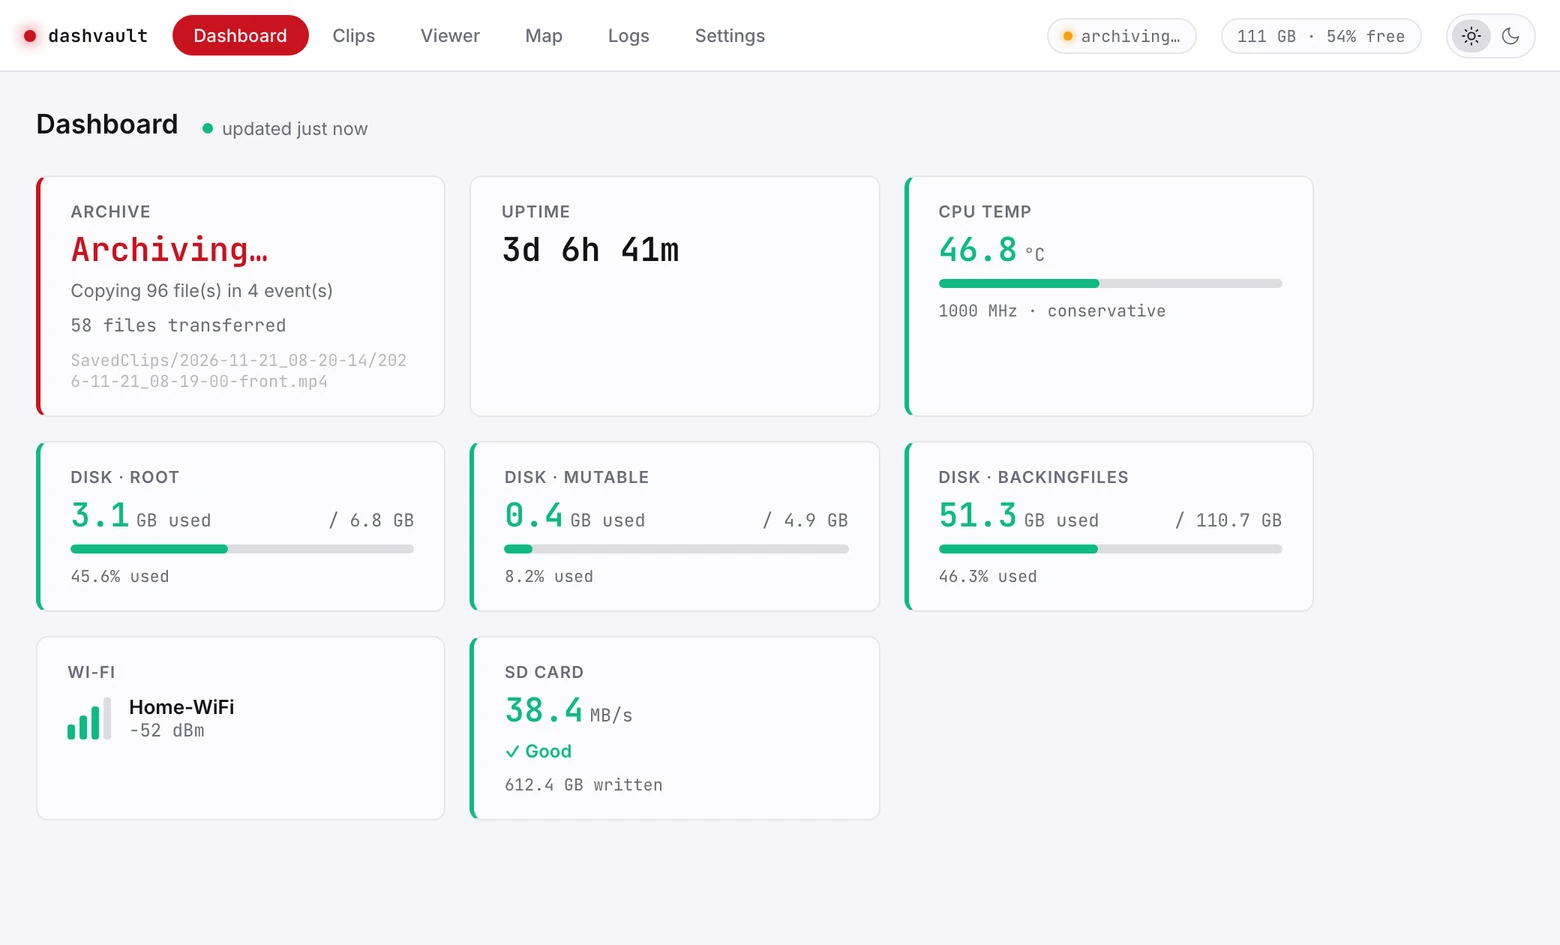 dashvault
Dashboard
Clips
Viewer
Map
Logs
Settings
archiving…
111 GB · 54% free
Dashboard
updated just now
ARCHIVE
Archiving…
Copying 96 file(s) in 4 event(s)
58 files transferred
SavedClips/2026-11-21_08-20-14/202
6-11-21_08-19-00-front.mp4
UPTIME
3d 6h 41m
CPU TEMP
46.8 °C
1000 MHz · conservative
DISK · ROOT
3.1 GB used / 6.8 GB
45.6% used
DISK · MUTABLE
0.4 GB used / 4.9 GB
8.2% used
DISK · BACKINGFILES
51.3 GB used / 110.7 GB
46.3% used
WI-FI
Home-WiFi
-52 dBm
SD CARD
38.4 MB/s
✓ Good
612.4 GB written